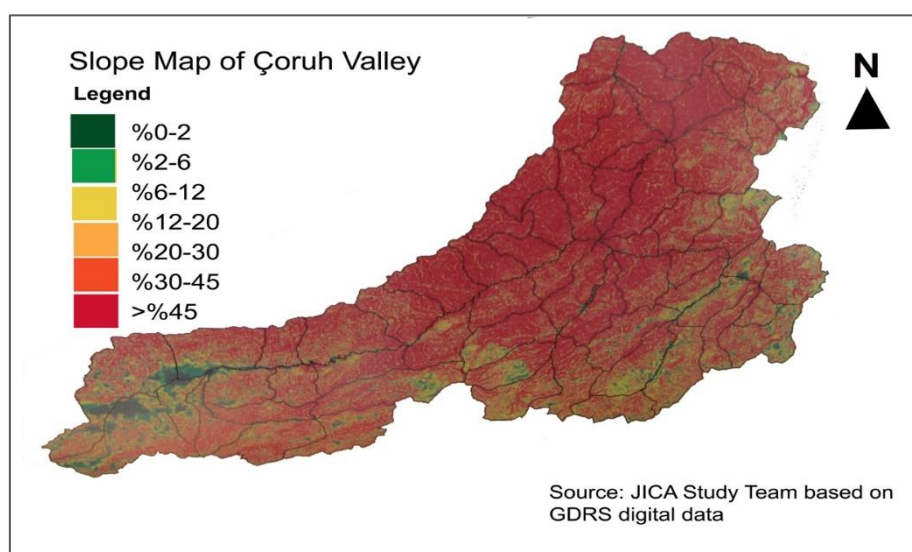 Slope Map of Çoruh Valley
N
Legend
%0-2
%2-6
%6-12
%12-20
%20-30
%30-45
>%45
Source: JICA Study Team based on
GDRS digital data